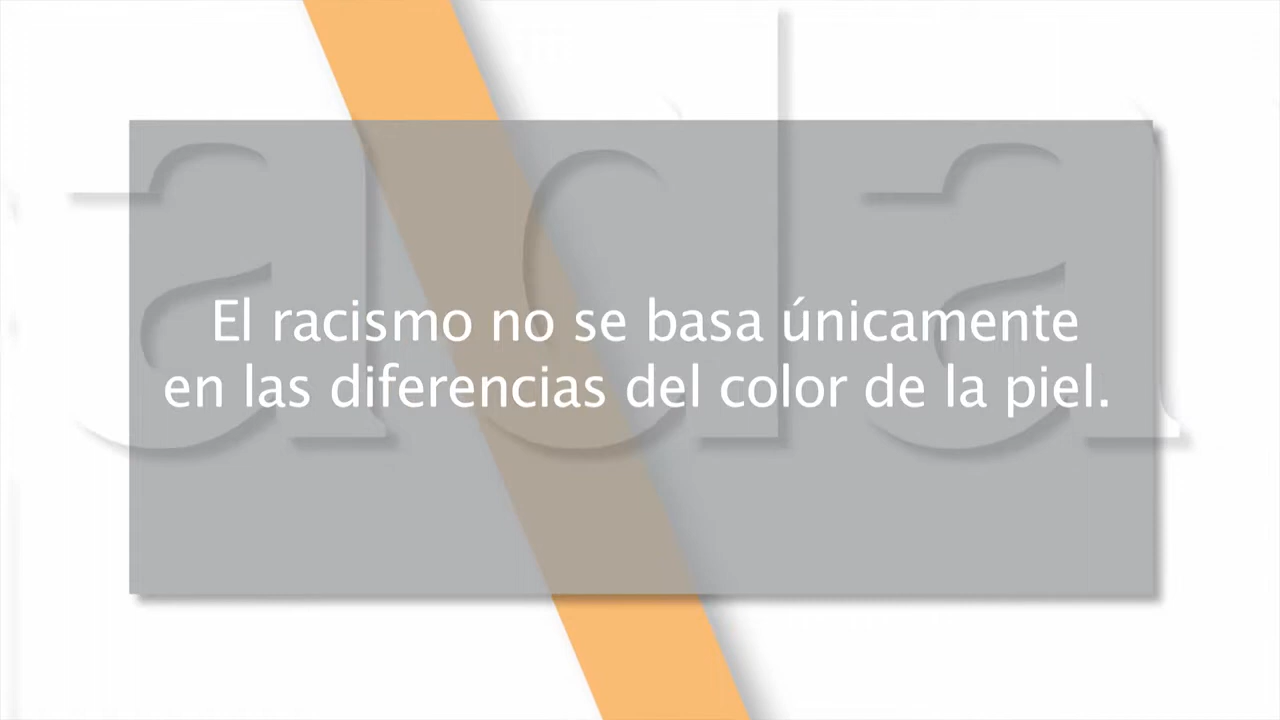 El racismo no se basa únicamente
en las diferencias del color de la piel.